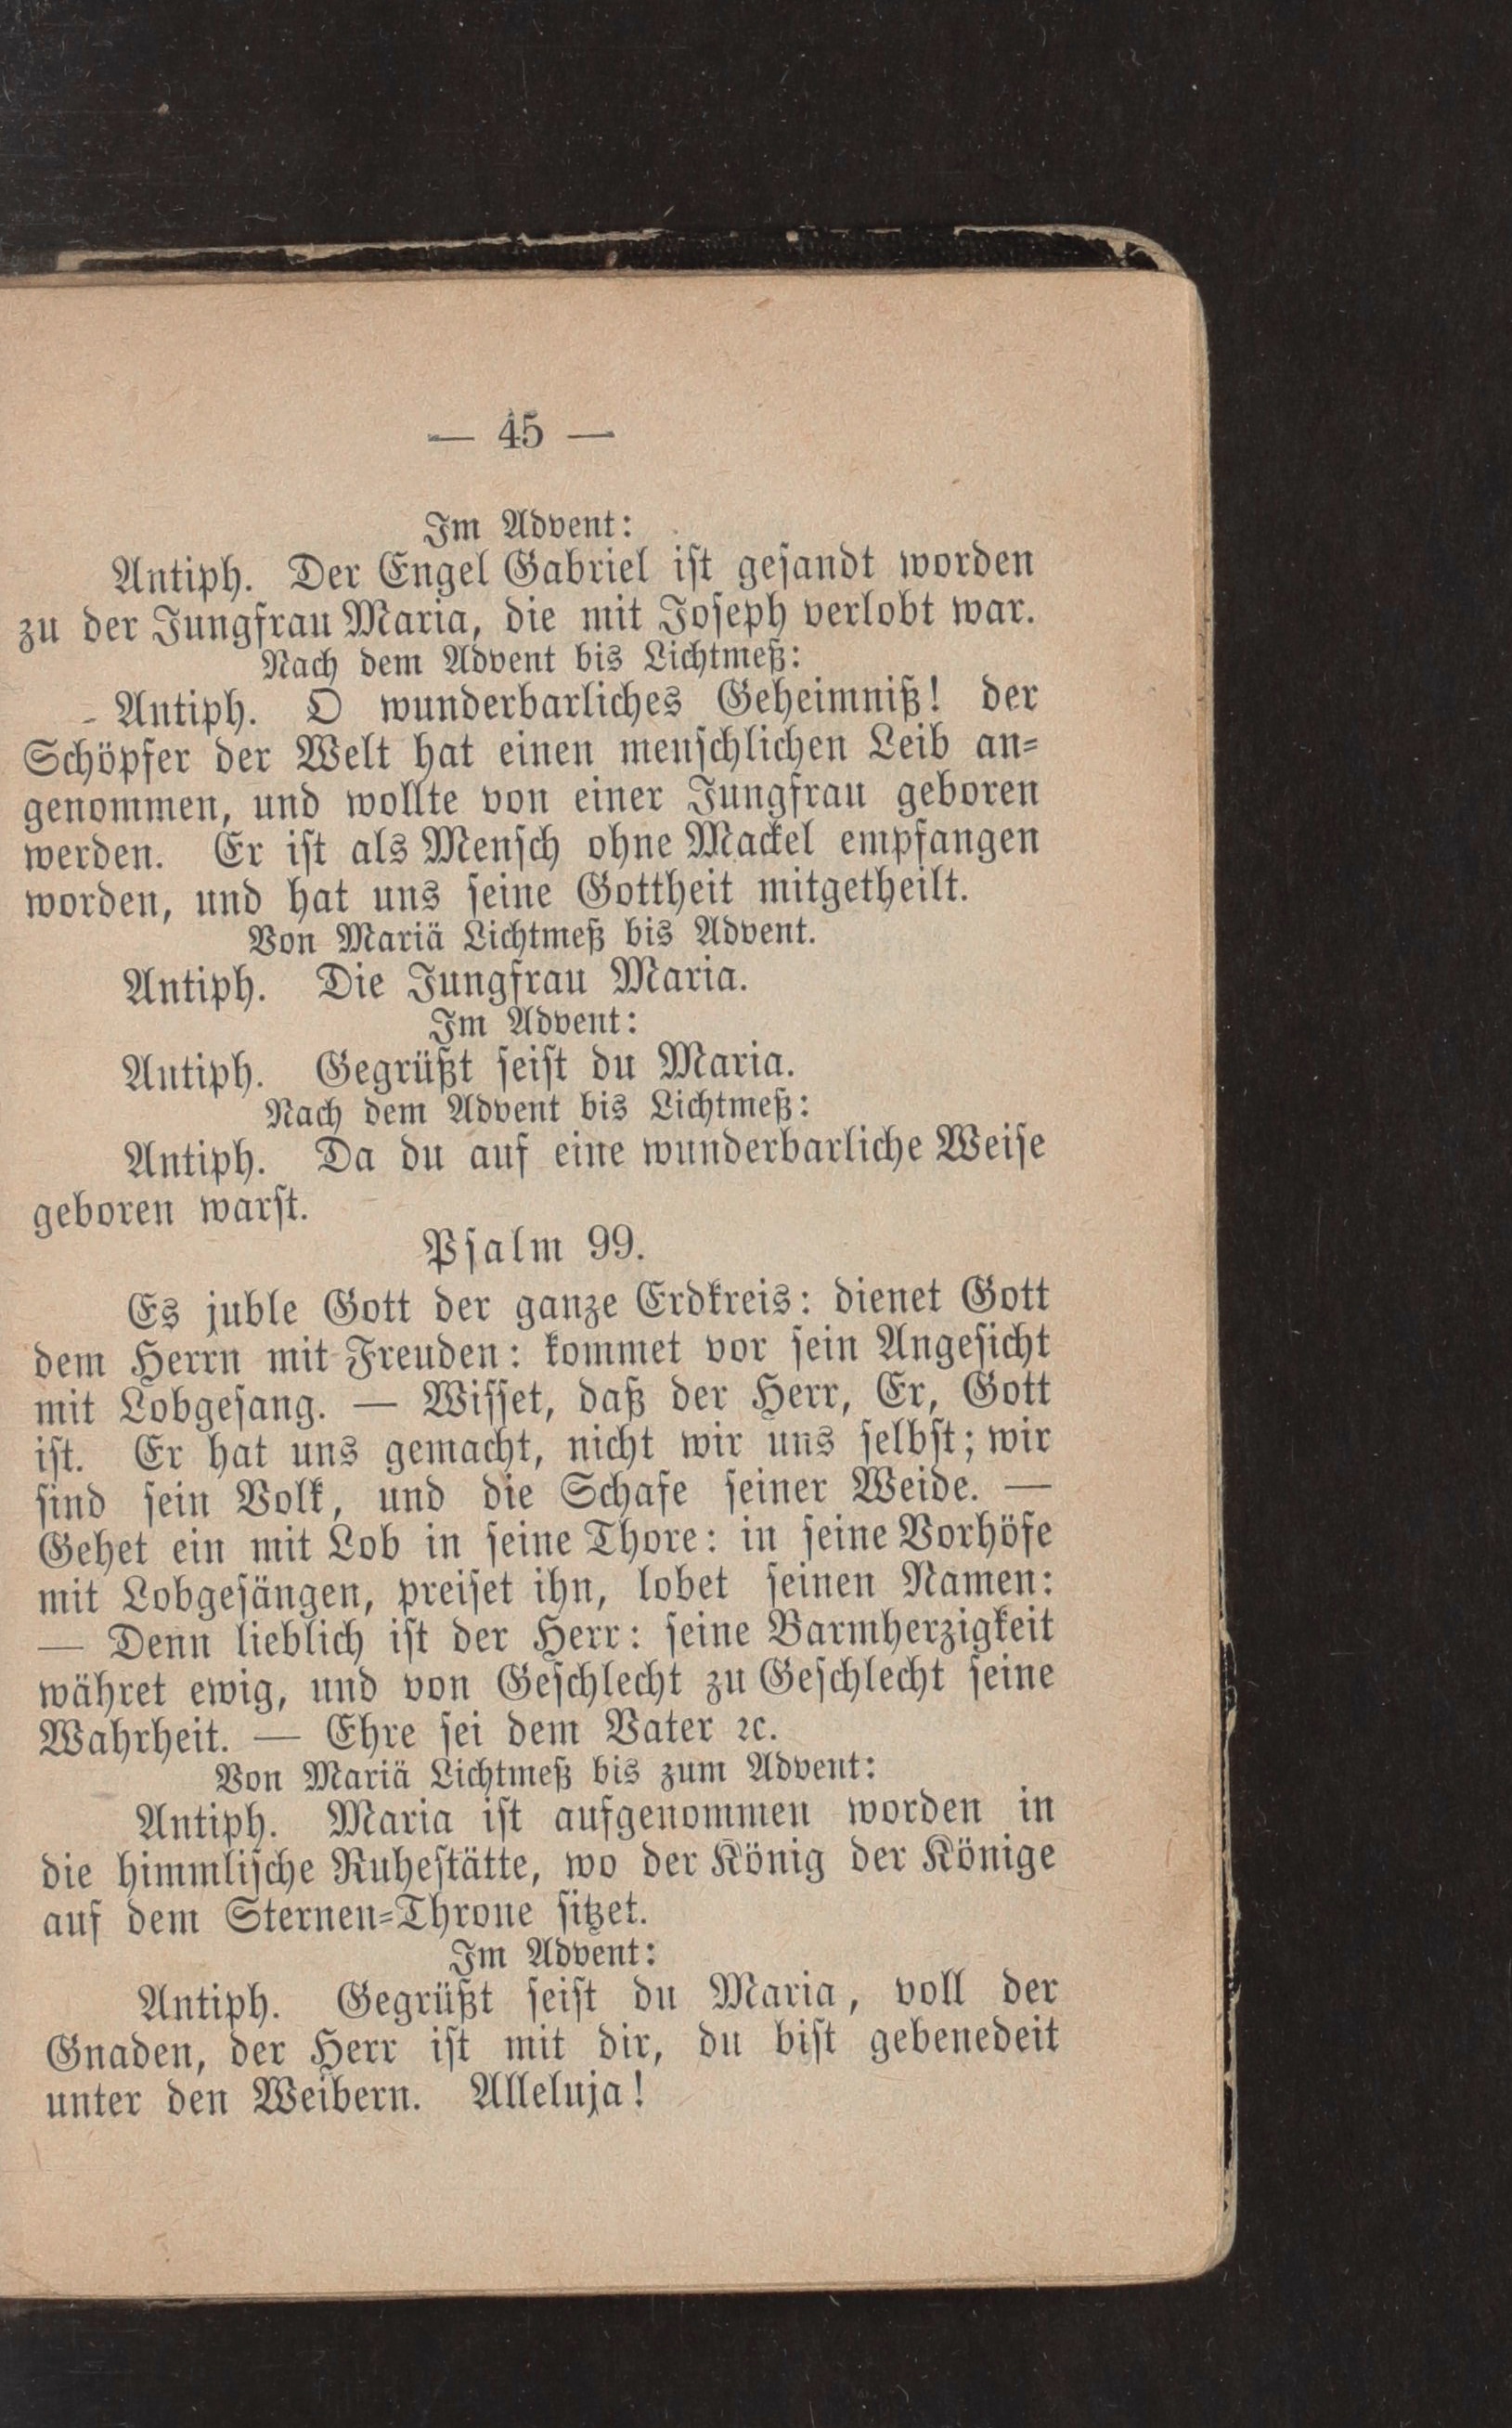 — 45 —
Im Advent:
Antiph. Der Engel Gabriel ist gesandt worden
zu der Jungfrau Maria, die mit Joseph verlobt war.
Nach dem Advent bis Lichtmeß:
Antiph. O wunderbarliches Geheimniß! der
Schöpfer der Welt hat einen menschlichen Leib an-
genommen, und wollte von einer Jungfrau geboren
werden. Er ist als Mensch ohne Mackel empfangen
worden, und hat uns seine Gottheit mitgetheilt.
Von Mariä Lichtmeß bis Advent.
Antiph. Die Jungfrau Maria.
Im Advent:
Antiph. Gegrüßt seist du Maria.
Nach dem Advent bis Lichtmeß:
Antiph. Da du auf eine wunderbarliche Weise
geboren warst.
Psalm 99.
Es juble Gott der ganze Erdkreis: dienet Gott
dem Herrn mit Freuden: kommet vor sein Angesicht
mit Lobgesang. — Wisset, daß der Herr, Er, Gott
ist. Er hat uns gemacht, nicht wir uns selbst; wir
sind sein Volk, und die Schafe seiner Weide. —
Gehet ein mit Lob in seine Thore: in seine Vorhöfe
mit Lobgesängen, preiset ihn, lobet seinen Namen:
— Denn lieblich ist der Herr: seine Barmherzigkeit
währet ewig, und von Geschlecht zu Geschlecht seine
Wahrheit. — Ehre sei dem Vater ꝛc.
Von Mariä Lichtmeß bis zum Advent:
Antiph. Maria ist aufgenommen worden in
die himmlische Ruhestätte, wo der König der Könige
auf dem Sternen-Throne sitzet.
Im Advent:
Antiph. Gegrüßt seist du Maria, voll der
Gnaden, der Herr ist mit dir, du bist gebenedeit
unter den Weibern. Alleluja!